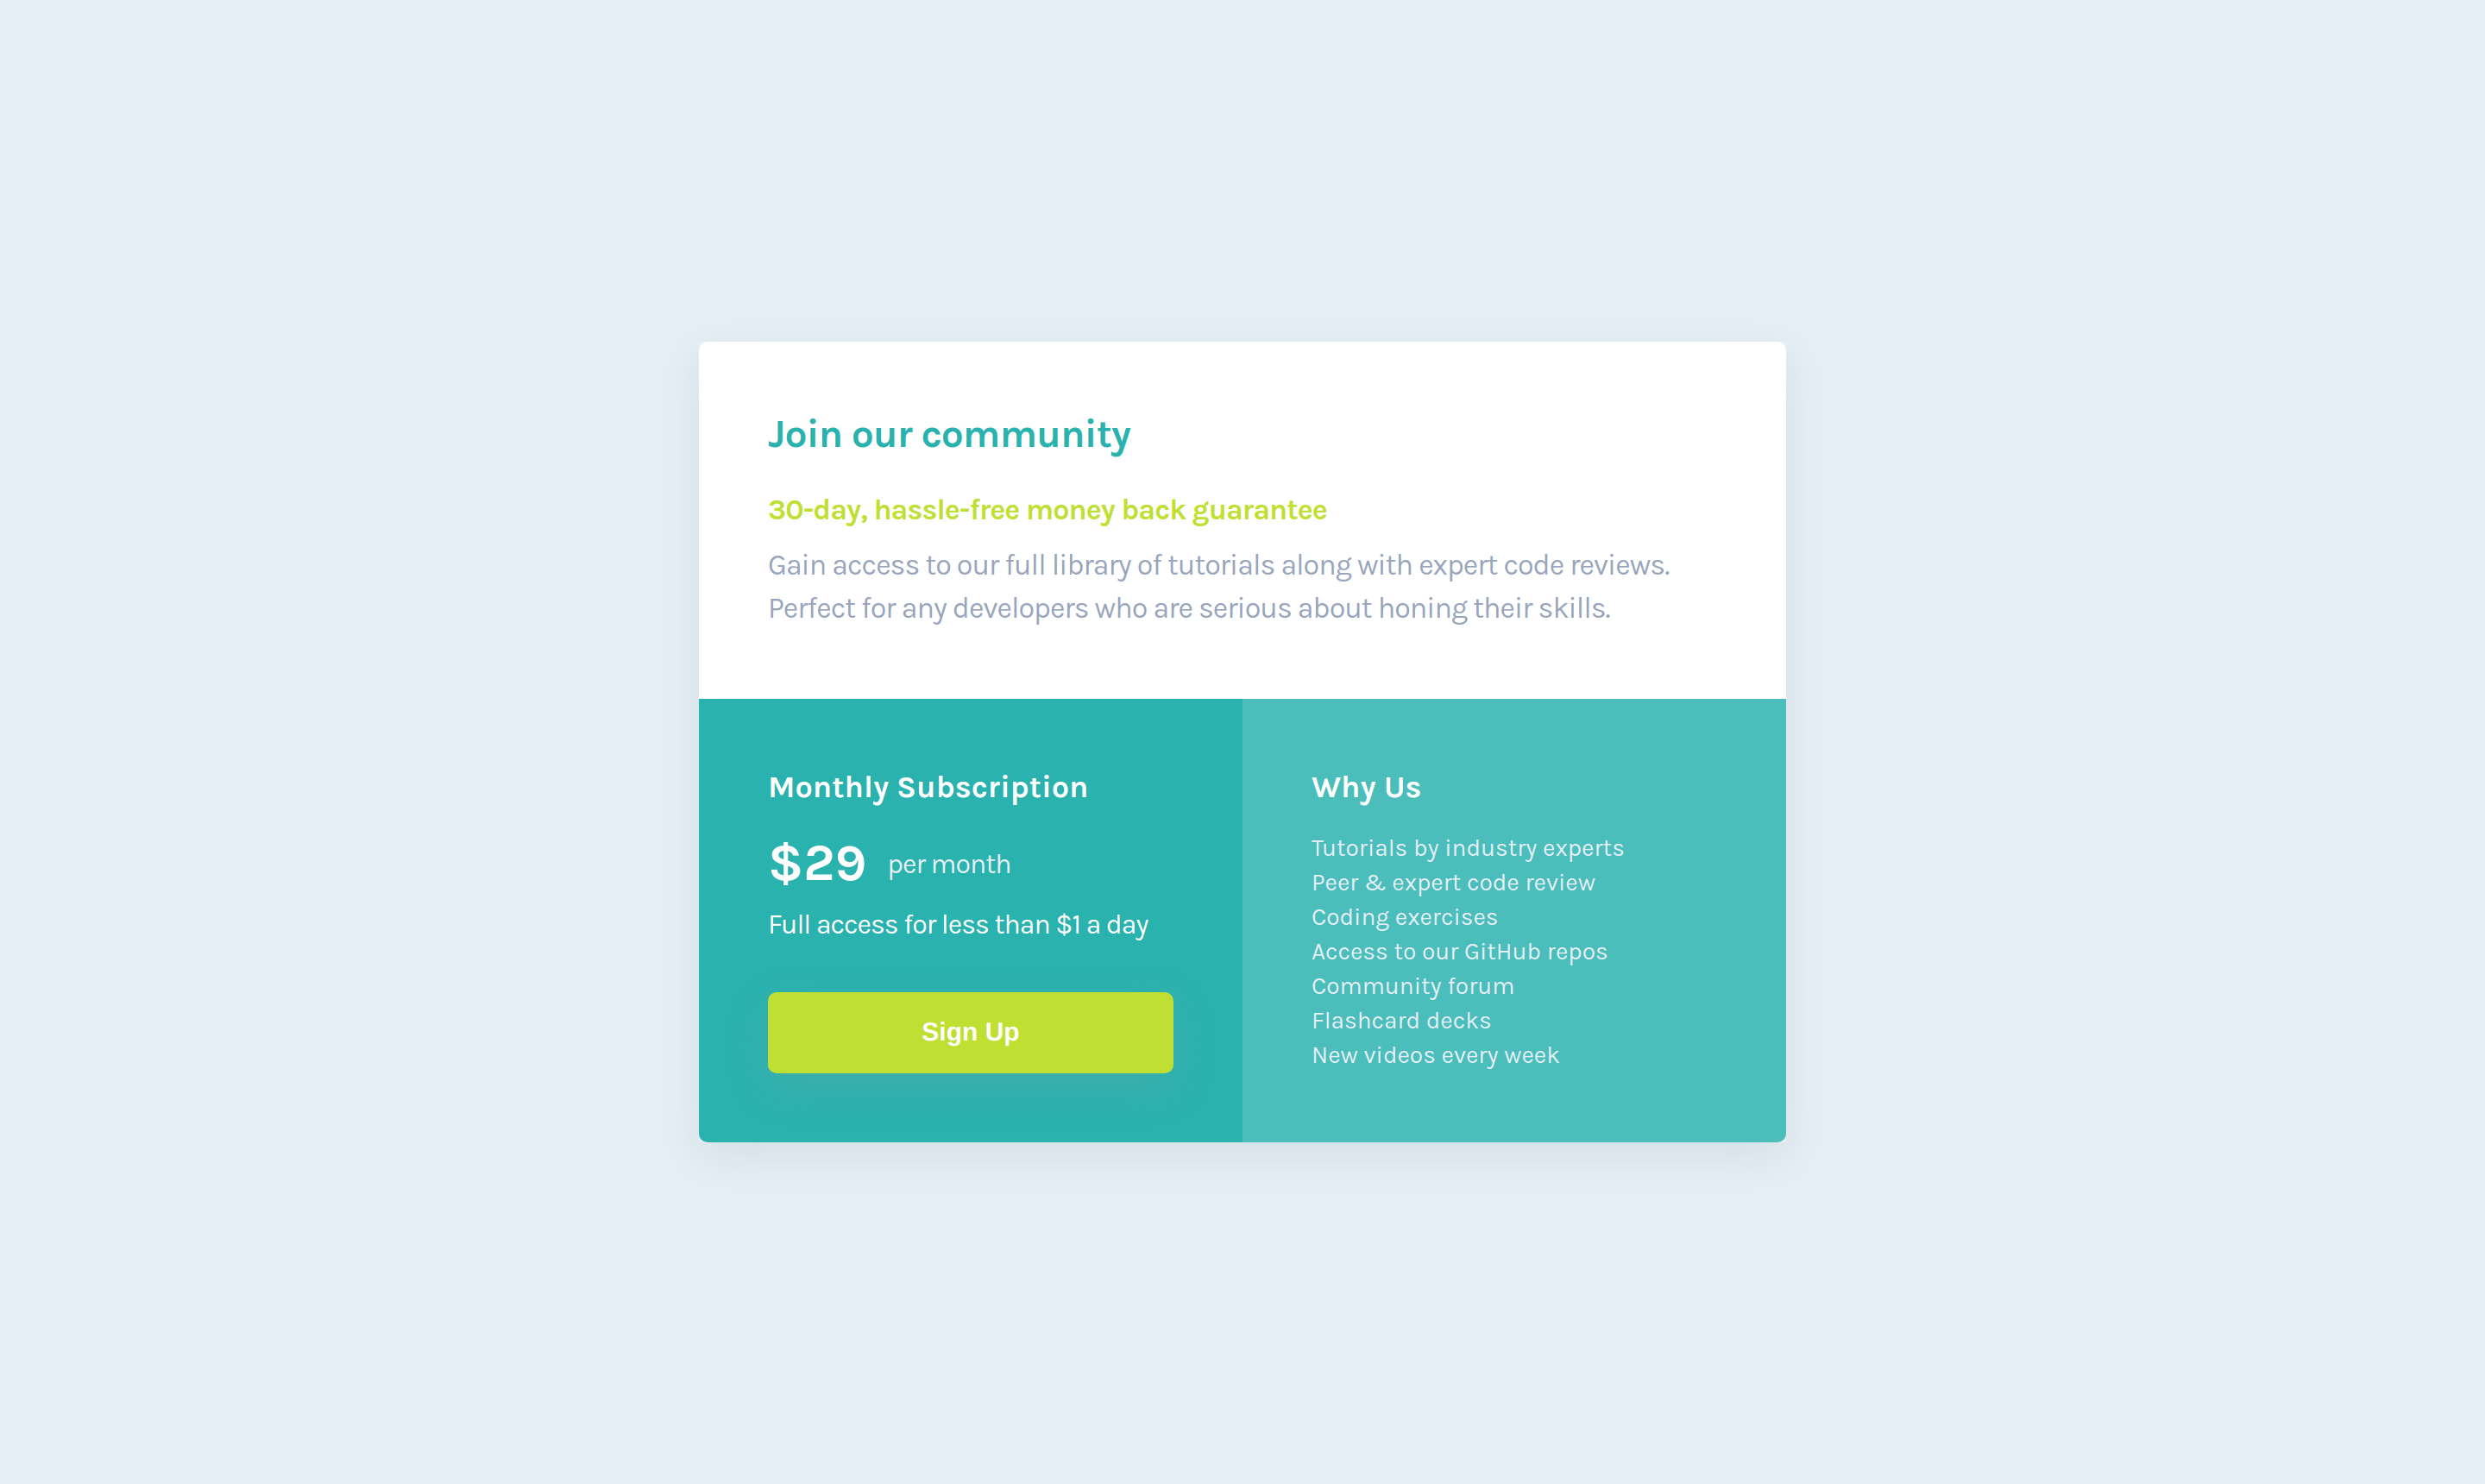 Join our community
30-day, hassle-free money back guarantee
Gain access to our full library of tutorials along with expert code reviews.
Perfect for any developers who are serious about honing their skills.
Monthly Subscription
$29 per month
Full access for less than $1 a day
Sign Up
Why Us
Tutorials by industry experts
Peer & expert code review
Coding exercises
Access to our GitHub repos
Community forum
Flashcard decks
New videos every week